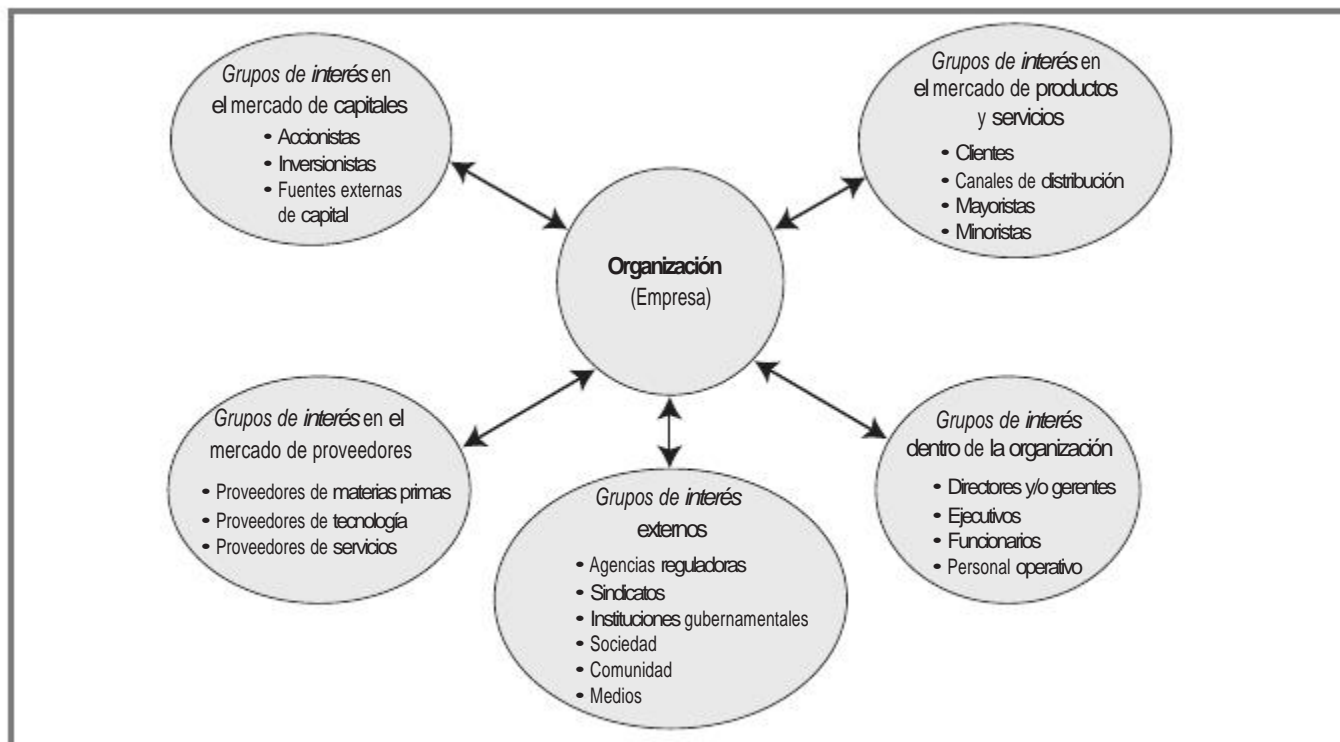 Grupos de interés en
el mercado de capitales
• Accionistas
• Inversionistas
• Fuentes externas
de capital
Grupos de interés en
el mercado de productos
y servicios
• Clientes
• Canales de distribución
• Mayoristas
• Minoristas
Organización
(Empresa)
Grupos de interés en el
mercado de proveedores
• Proveedores de materias primas
• Proveedores de tecnología
• Proveedores de servicios
Grupos de interés
externos
• Agencias reguladoras
• Sindicatos
• Instituciones gubernamentales
• Sociedad
• Comunidad
• Medios
Grupos de interés
dentro de la organización
• Directores y/o gerentes
• Ejecutivos
• Funcionarios
• Personal operativo